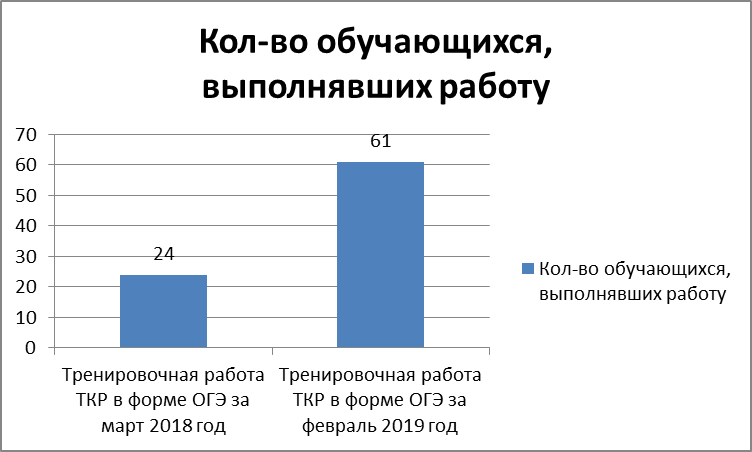 Кол-во обучающихся,
выполнявших работу
70
60
50
40
30
20
10
0
24
61
Тренировочная работа
ТКР в форме ОГЭ за
март 2018 год
Тренировочная работа
ТКР в форме ОГЭ за
февраль 2019 год
Кол-во обучающихся,
выполнявших работу